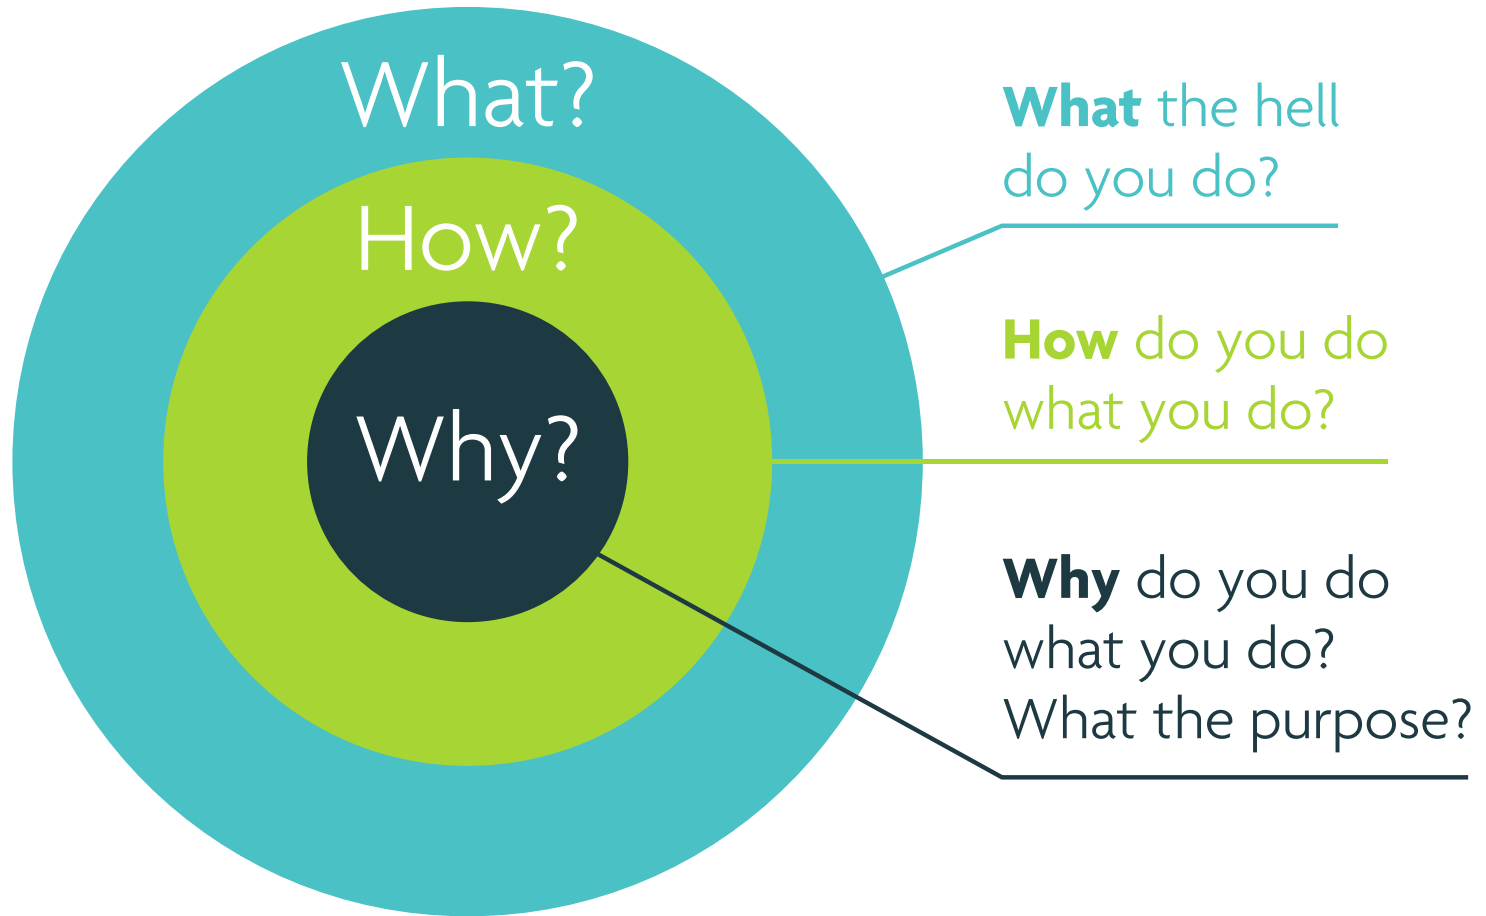 What?
How?
Why?
What the hell
do you do?
How do you do
what you do?
Why do you do
what you do?
What the purpose?